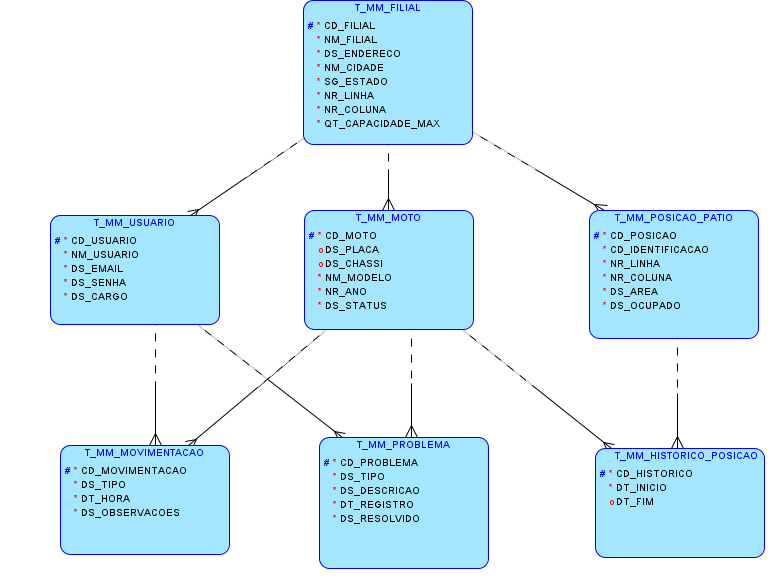 T_MM_FILIAL
# * CD_FILIAL
* NM_FILIAL
* DS_ENDERECO
* NM_CIDADE
* SG_ESTADO
* NR_LINHA
* NR_COLUNA
* QT_CAPACIDADE_MAX
T_MM_USUARIO
# * CD_USUARIO
* NM_USUARIO
* DS_EMAIL
* DS_SENHA
* DS_CARGO
T_MM_MOTO
# * CD_MOTO
o DS_PLACA
o DS_CHASSI
* NM_MODELO
* NR_ANO
* DS_STATUS
T_MM_POSICAO_PATIO
# * CD_POSICAO
* CD_IDENTIFICACAO
* NR_LINHA
* NR_COLUNA
* DS_AREA
* DS_OCUPADO
T_MM_MOVIMENTACAO
# * CD_MOVIMENTACAO
* DS_TIPO
* DT_HORA
* DS_OBSERVACOES
T_MM_PROBLEMA
# * CD_PROBLEMA
* DS_TIPO
* DS_DESCRICAO
* DT_REGISTRO
* DS_RESOLVIDO
T_MM_HISTORICO_POSICAO
# * CD_HISTORICO
* DT_INICIO
o DT_FIM